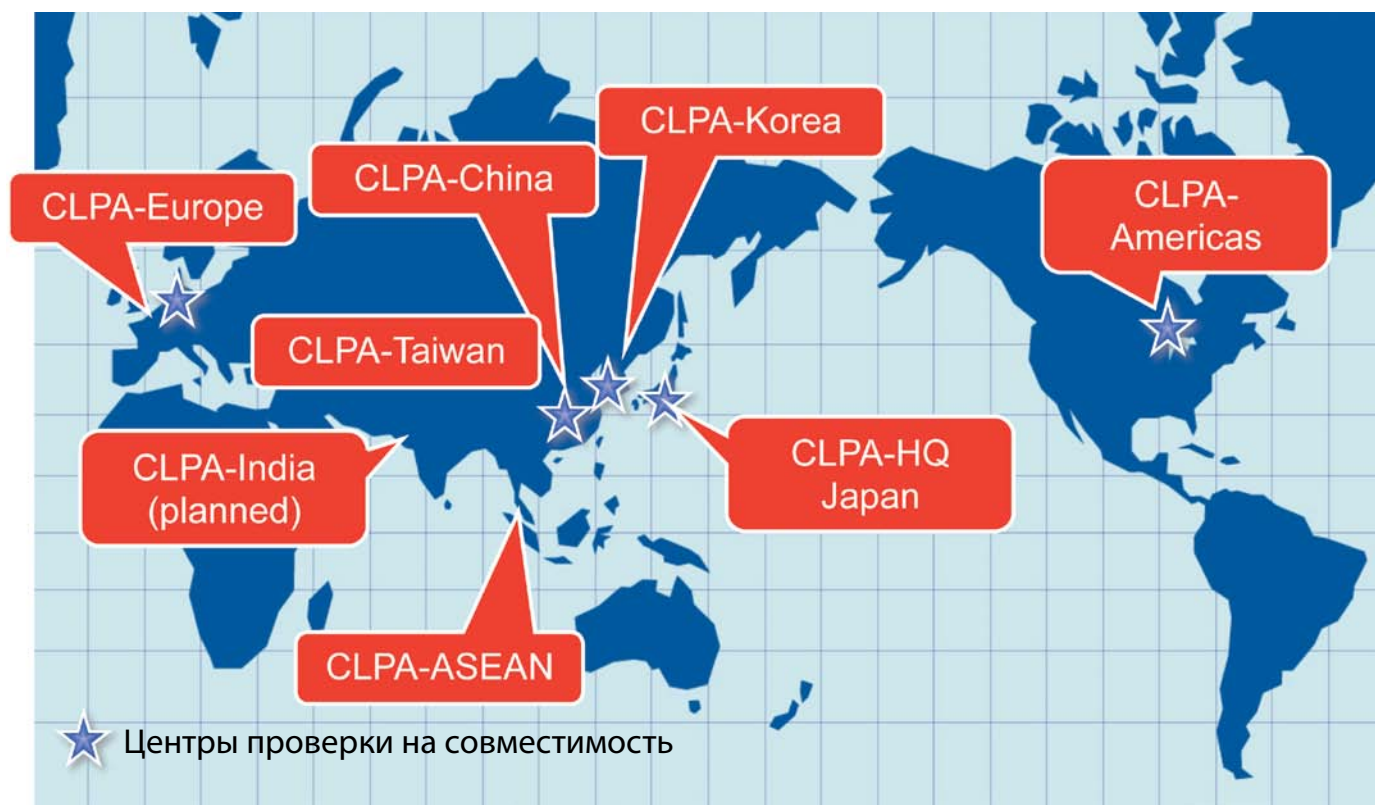 CLPA-Korea
CLPA-China
CLPA-
Americas
CLPA-Europe
CLPA-Taiwan
CLPA-India
(planned)
CLPA-HQ
Japan
CLPA-ASEAN
Центры проверки на совместимость